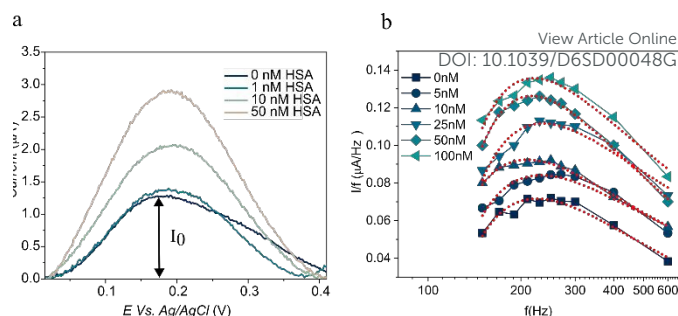 a
b
View Article Online
DOI: 10.1039/D6SD00048G
3.5
3.0
2.5
2.0
1.5
1.0
0.5
0.0
0 nM HSA
1 nM HSA
10 nM HSA
50 nM HSA
I0
0.1
0.2
0.3
0.4
E Vs. Ag/AgCl (V)
I/f (μA/Hz)
0.14
0.12
0.10
0.08
0.06
0.04
0nM
5nM
10nM
25nM
50nM
100nM
100
200
300
400
500
600
f(Hz)